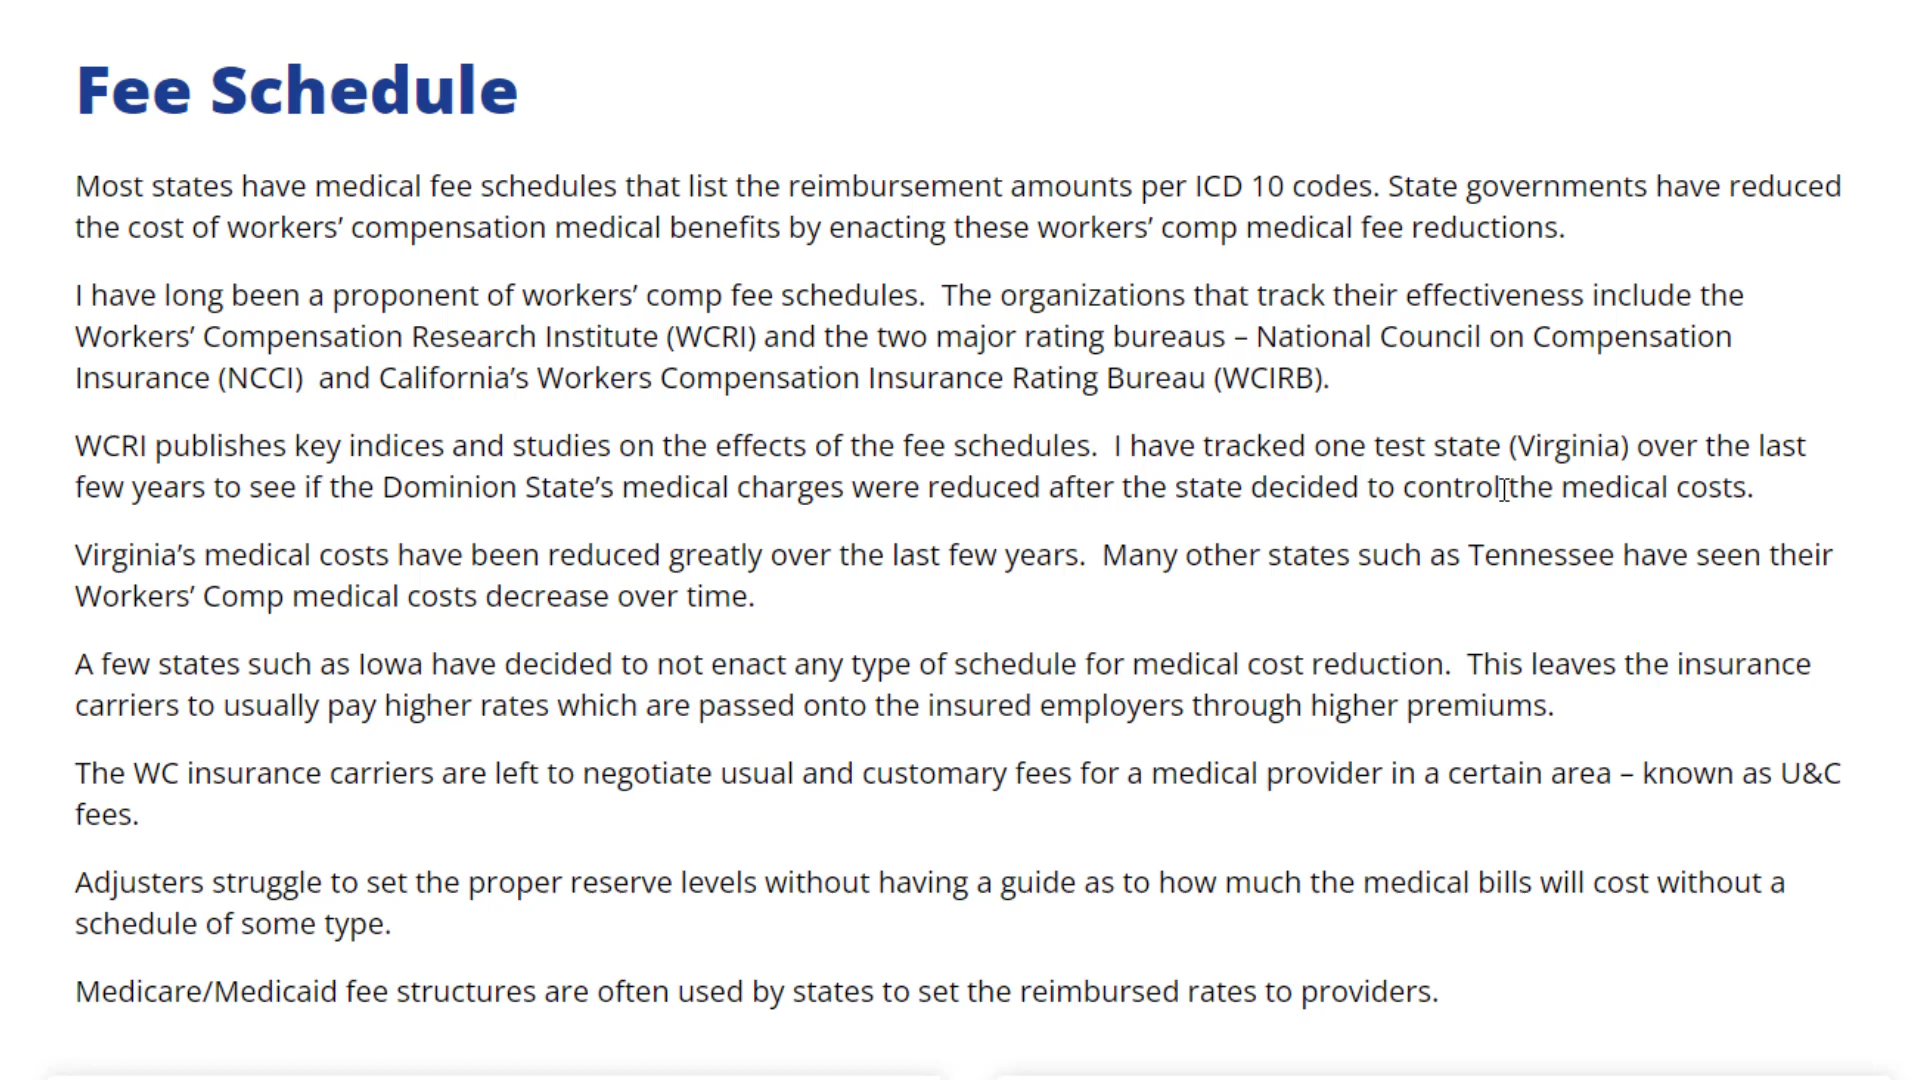 Fee Schedule
Most states have medical fee schedules that list the reimbursement amounts per ICD 10 codes. State governments have reduced
the cost of workers’ compensation medical benefits by enacting these workers’ comp medical fee reductions.
I have long been a proponent of workers’ comp fee schedules.  The organizations that track their effectiveness include the
Workers’ Compensation Research Institute (WCRI) and the two major rating bureaus – National Council on Compensation
Insurance (NCCI)  and California’s Workers Compensation Insurance Rating Bureau (WCIRB).
WCRI publishes key indices and studies on the effects of the fee schedules.  I have tracked one test state (Virginia) over the last
few years to see if the Dominion State’s medical charges were reduced after the state decided to control the medical costs.
Virginia’s medical costs have been reduced greatly over the last few years.  Many other states such as Tennessee have seen their
Workers’ Comp medical costs decrease over time.
A few states such as Iowa have decided to not enact any type of schedule for medical cost reduction.  This leaves the insurance
carriers to usually pay higher rates which are passed onto the insured employers through higher premiums.
The WC insurance carriers are left to negotiate usual and customary fees for a medical provider in a certain area – known as U&C
fees.
Adjusters struggle to set the proper reserve levels without having a guide as to how much the medical bills will cost without a
schedule of some type.
Medicare/Medicaid fee structures are often used by states to set the reimbursed rates to providers.